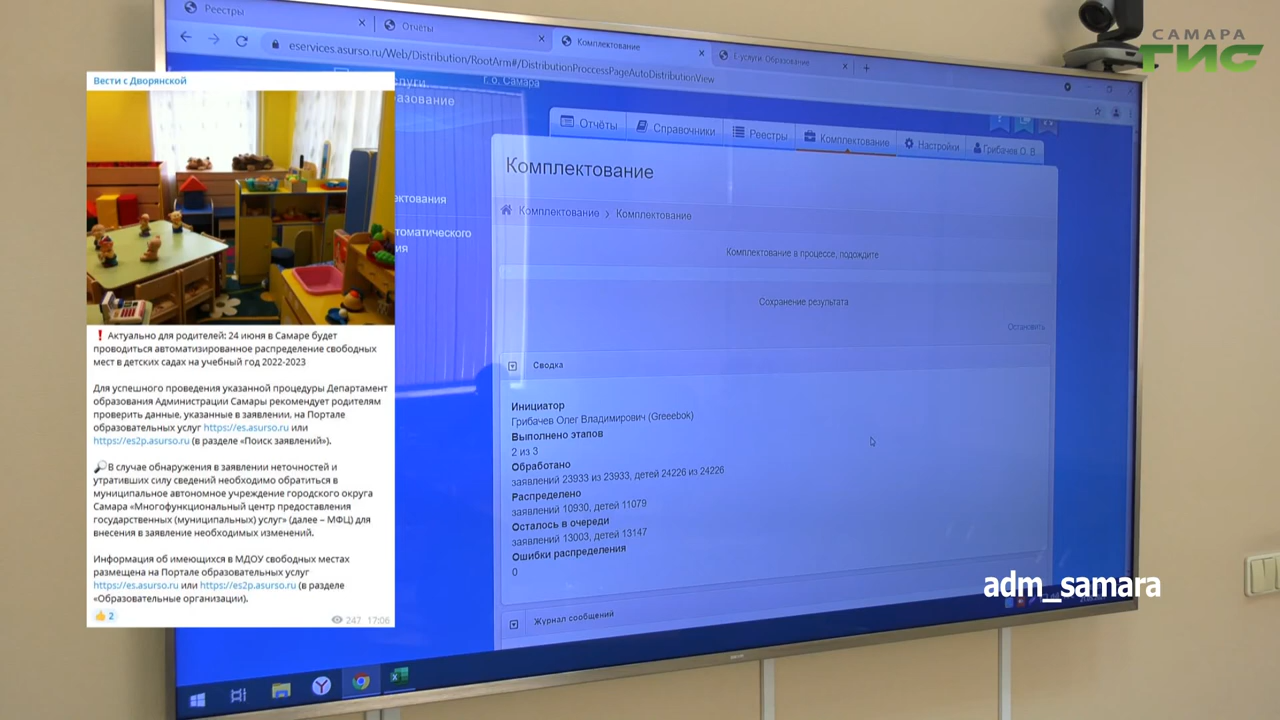 Реестры
Отчеты
Комплектование
Е-услуги. Образование
eservices.asurso.ru/Web/Distribution/RootArm#/DistributionProccessPageAutoDistributionView
САМАРА
ГИС
Вести с Дворянской
❗ Актуально для родителей: 24 июня в Самаре будет
проводиться автоматизированное распределение свободных
мест в детских садах на учебный год 2022-2023
Для успешного проведения указанной процедуры Департамент
образования Администрации Самары рекомендует родителям
проверить данные, указанные в заявлении, на Портале
образовательных услуг https://es.asurso.ru или
https://es2p.asurso.ru (в разделе «Поиск заявлений»).
🔎В случае обнаружения в заявлении неточностей и
утративших силу сведений необходимо обратиться в
муниципальное автономное учреждение городского округа
Самара «Многофункциональный центр предоставления
государственных (муниципальных) услуг» (далее – МФЦ) для
внесения в заявление необходимых изменений.
Информация об имеющихся в МДОУ свободных местах
размещена на Портале образовательных услуг
https://es.asurso.ru или https://es2p.asurso.ru (в разделе
«Образовательные организации).
👍 2
247 17:06
г. о. Самара
Отчёты Справочники Реестры Комплектование Настройки Грибачев О. В.
Комплектование
Комплектование > Комплектование
Комплектование в процессе, подождите
Сохранение результата
Остановить
Сводка
Инициатор
Грибачев Олег Владимирович (Greeebok)
Выполнено этапов
2 из 3
Обработано
заявлений 23933 из 23933, детей 24226 из 24226
Распределено
заявлений 10930, детей 11079
Осталось в очереди
заявлений 13003, детей 13147
Ошибки распределения
0
Журнал сообщений
adm_samara